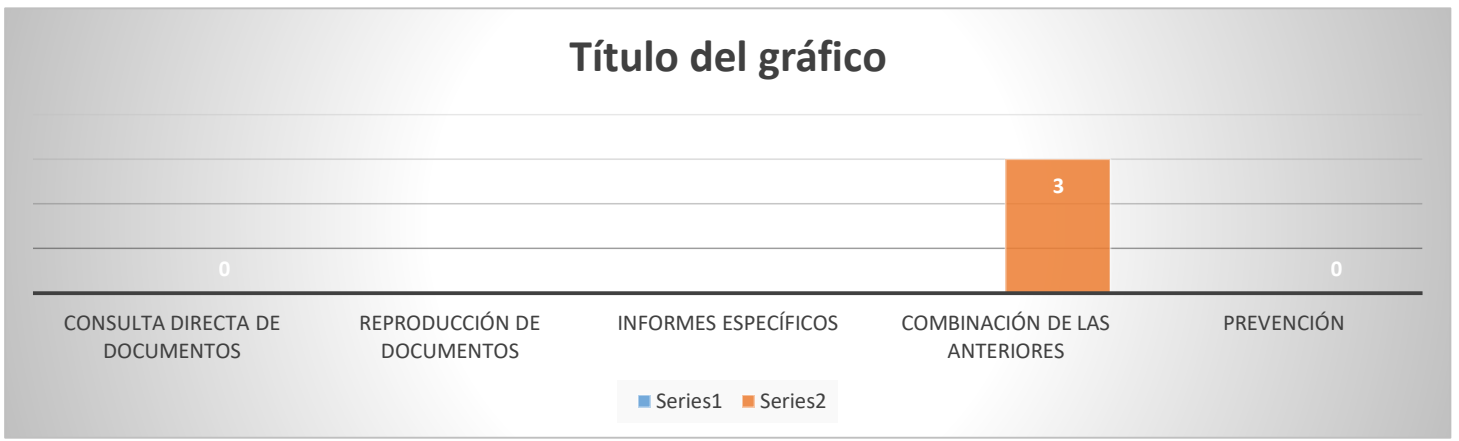 Título del gráfico
3
0
0
CONSULTA DIRECTA DE
DOCUMENTOS
REPRODUCCIÓN DE
DOCUMENTOS
INFORMES ESPECÍFICOS
COMBINACIÓN DE LAS
ANTERIORES
PREVENCIÓN
Series1
Series2